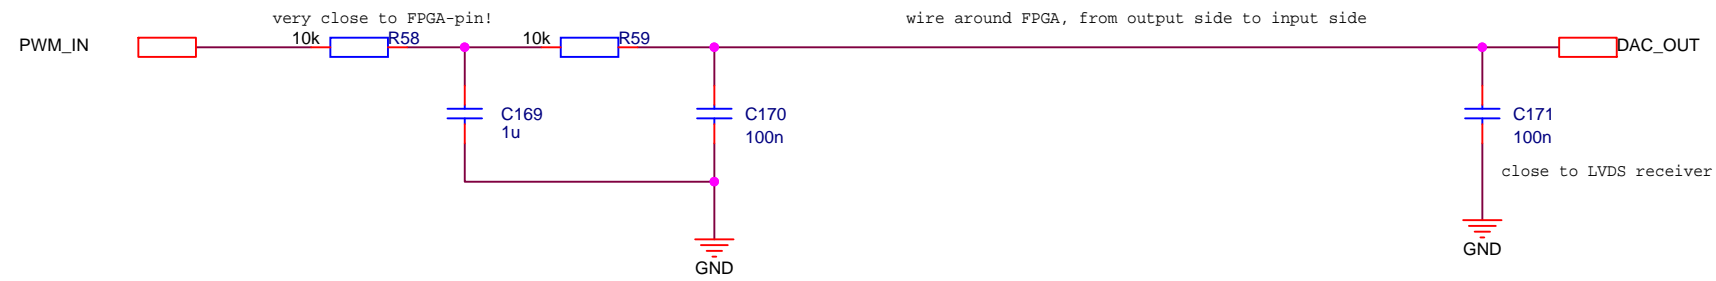 very close to FPGA-pin!
wire around FPGA, from output side to input side
PWM_IN
10k
R58
10k
R59
DAC_OUT
C169
1u
C170
100n
C171
100n
close to LVDS receiver
GND
GND